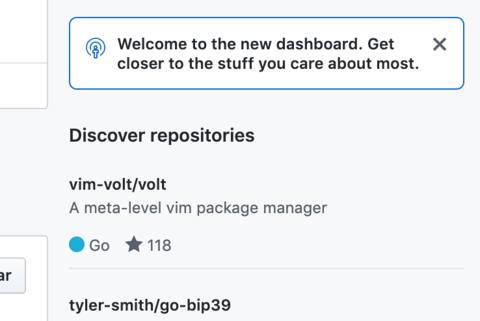 Welcome to the new dashboard. Get
closer to the stuff you care about most.
Discover repositories
vim-volt/volt
A meta-level vim package manager
Go 118
ar
tyler-smith/go-bip39